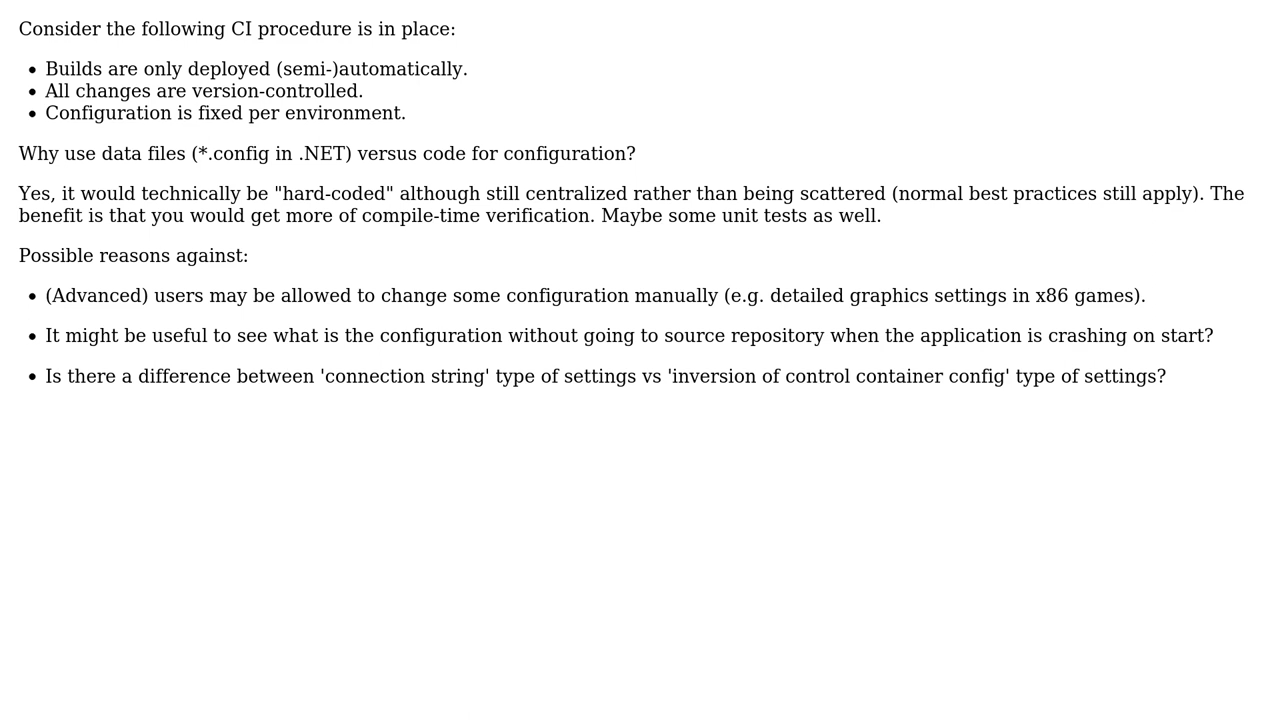 Consider the following CI procedure is in place:
• Builds are only deployed (semi-)automatically.
• All changes are version-controlled.
• Configuration is fixed per environment.
Why use data files (*.config in .NET) versus code for configuration?
Yes, it would technically be "hard-coded" although still centralized rather than being scattered (normal best practices still apply). The
benefit is that you would get more of compile-time verification. Maybe some unit tests as well.
Possible reasons against:
• (Advanced) users may be allowed to change some configuration manually (e.g. detailed graphics settings in x86 games).
• It might be useful to see what is the configuration without going to source repository when the application is crashing on start?
• Is there a difference between 'connection string' type of settings vs 'inversion of control container config' type of settings?